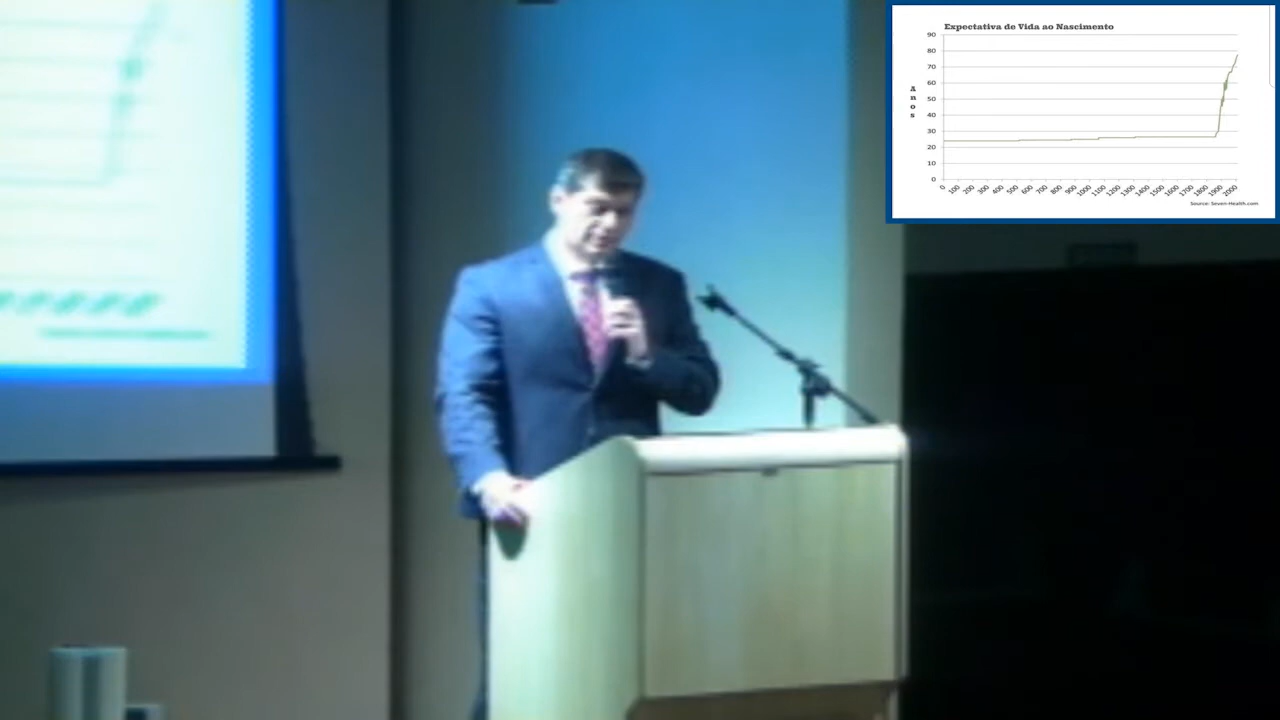 Expectativa de Vida ao Nascimento
90
80
70
60
50
40
30
20
10
0
Anos
0 100 200 300 400 500 600 700 800 900 1000 1100 1200 1300 1400 1500 1600 1700 1800 1900 2000
Source: Seven-Health.com